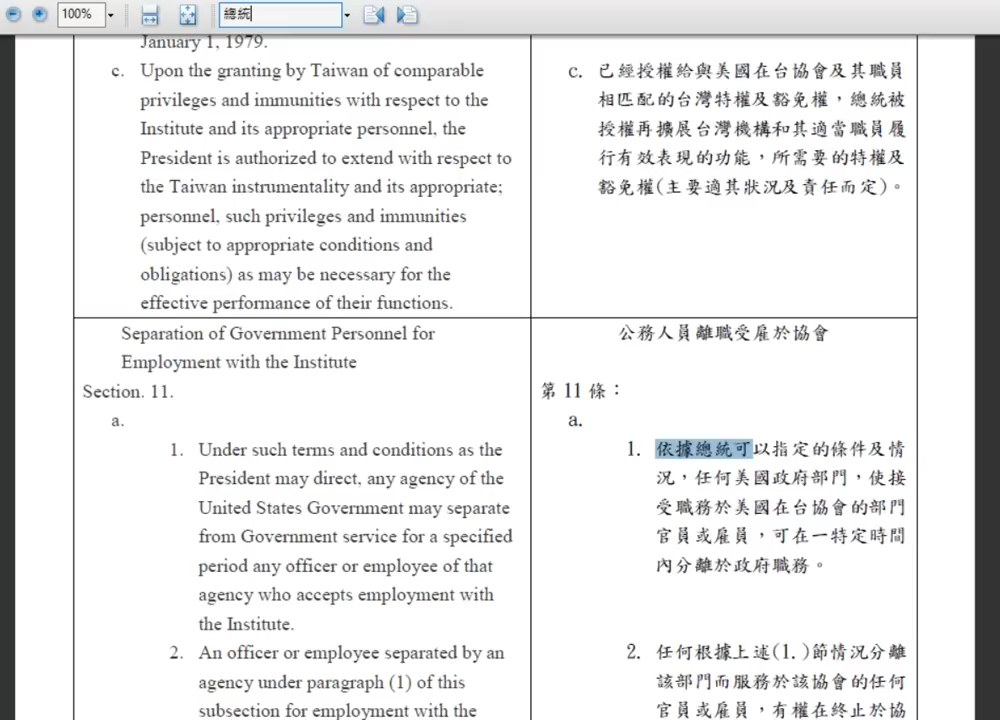 100%
總統
January 1, 1979.
c. Upon the granting by Taiwan of comparable
privileges and immunities with respect to the
Institute and its appropriate personnel, the
President is authorized to extend with respect to
the Taiwan instrumentality and its appropriate;
personnel, such privileges and immunities
(subject to appropriate conditions and
obligations) as may be necessary for the
effective performance of their functions.
c. 已經授權給與美國在台協會及其職員
相匹配的台灣特權及豁免權，總統被
授權再擴展台灣機構和其適當職員履
行有效表現的功能，所需要的特權及
豁免權(主要適其狀況及責任而定)。
Separation of Government Personnel for
Employment with the Institute
Section. 11.
a.
1. Under such terms and conditions as the
President may direct, any agency of the
United States Government may separate
from Government service for a specified
period any officer or employee of that
agency who accepts employment with
the Institute.
2. An officer or employee separated by an
agency under paragraph (1) of this
subsection for employment with the
公務人員離職受雇於協會
第 11 條：
a.
1. 依據總統可以指定的條件及情
況，任何美國政府部門，使接
受職務於美國在台協會的部門
官員或雇員，可在一特定時間
內分離於政府職務。
2. 任何根據上述(1.)節情況分離
該部門而服務於該協會的任何
官員或雇員，有權在終止於協